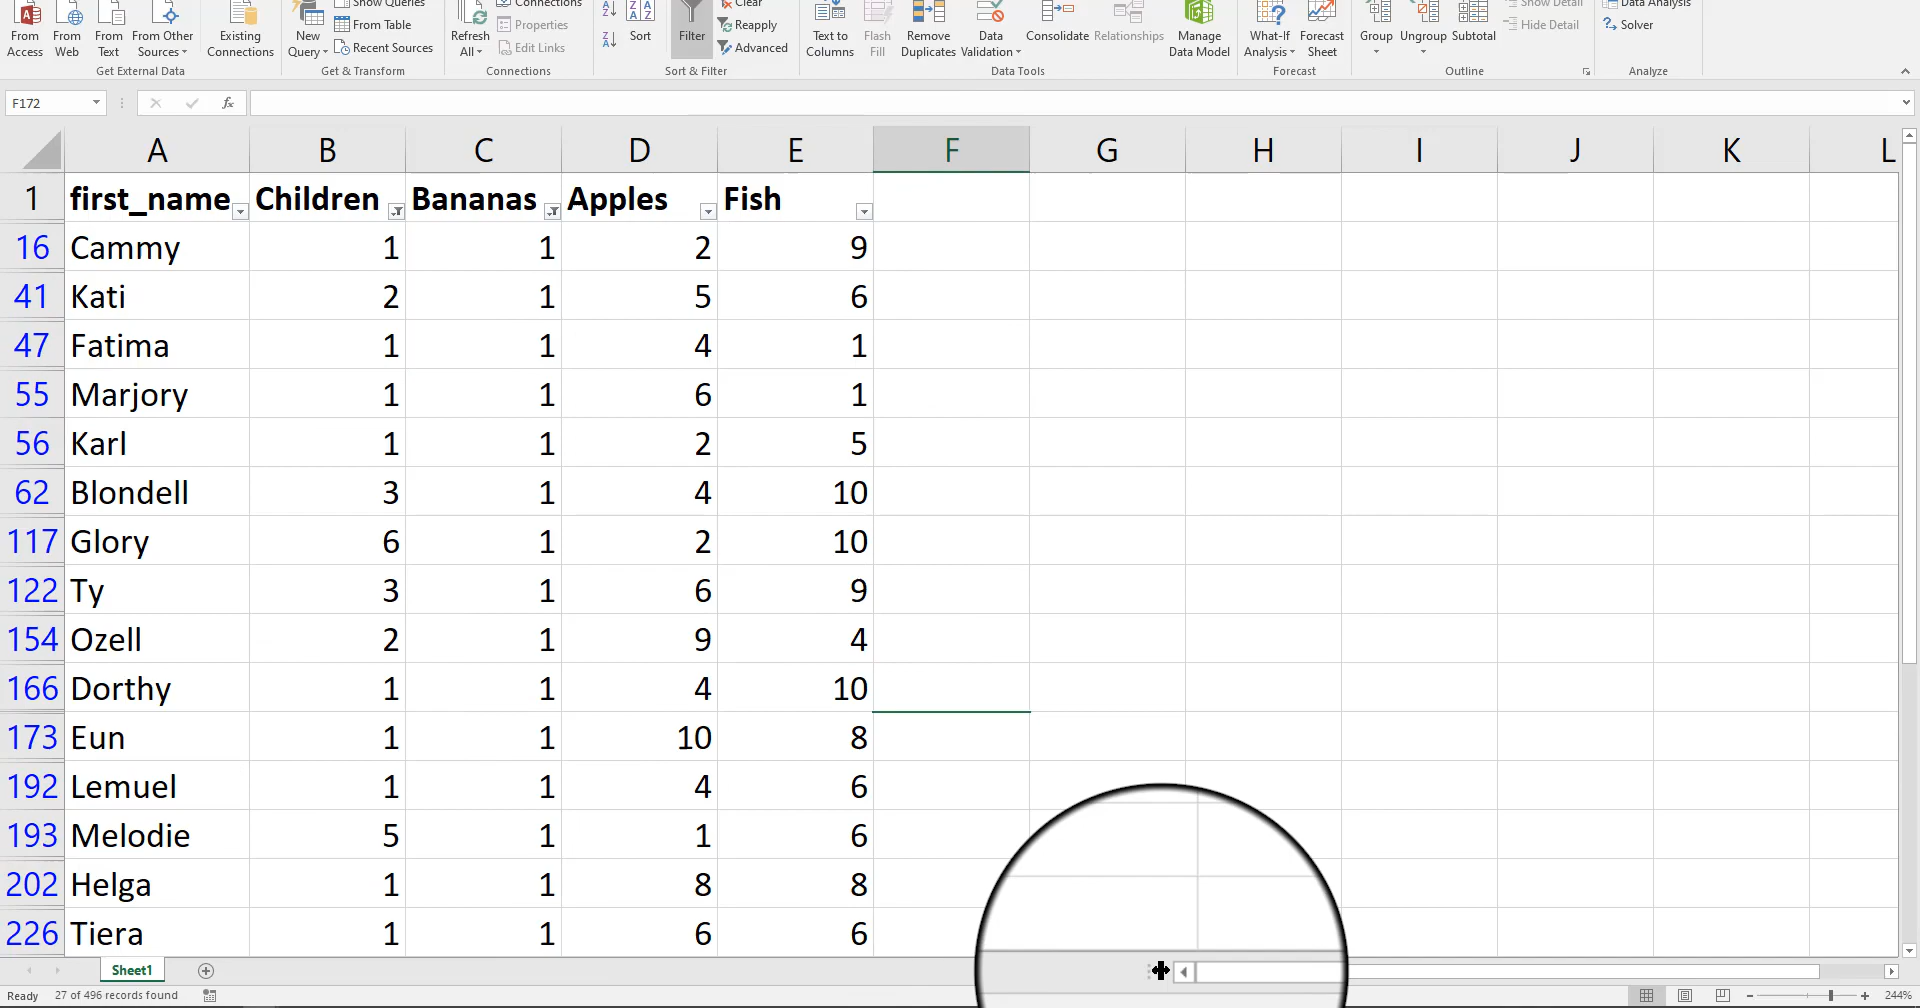 Show Queries Connections Clear Show Detail Data Analysis
From Access From Web From Text From Other Sources Existing Connections New Query From Table Recent Sources Refresh All Properties Edit Links Sort Filter Reapply Advanced Text to Columns Flash Fill Remove Duplicates Data Validation Consolidate Relationships Manage Data Model What-If Analysis Forecast Sheet Group Ungroup Subtotal Hide Detail Solver
Get External Data Get & Transform Connections Sort & Filter Data Tools Forecast Outline Analyze
F172 fx
A B C D E F G H I J K L
1 first_name Children Bananas Apples Fish
16 Cammy 1 1 2 9
41 Kati 2 1 5 6
47 Fatima 1 1 4 1
55 Marjory 1 1 6 1
56 Karl 1 1 2 5
62 Blondell 3 1 4 10
117 Glory 6 1 2 10
122 Ty 3 1 6 9
154 Ozell 2 1 9 4
166 Dorthy 1 1 4 10
173 Eun 1 1 10 8
192 Lemuel 1 1 4 6
193 Melodie 5 1 1 6
202 Helga 1 1 8 8
226 Tiera 1 1 6 6
Sheet1
Ready 27 of 496 records found 244%